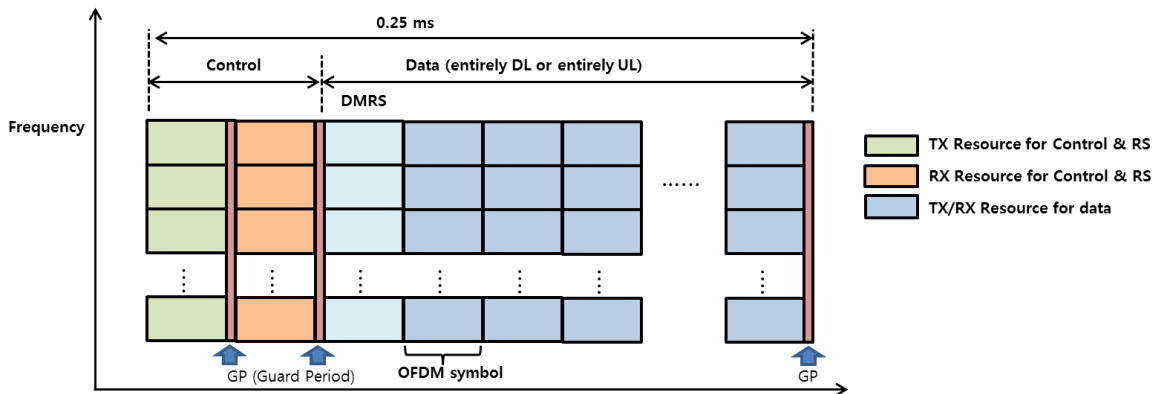 0.25 ms
Control
Data (entirely DL or entirely UL)
DMRS
Frequency
TX Resource for Control & RS
RX Resource for Control & RS
TX/RX Resource for data
......
GP (Guard Period)
OFDM symbol
GP